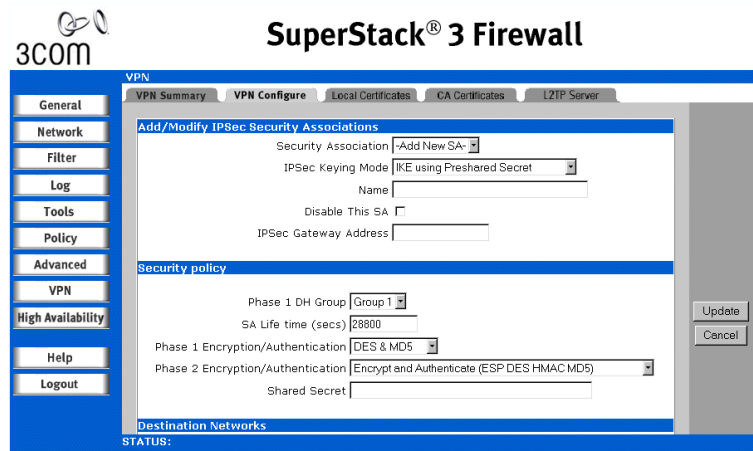 3COM
SuperStack® 3 Firewall
VPN
VPN Summary VPN Configure Local Certificates CA Certificates L2TP Server
General
Network
Filter
Log
Tools
Policy
Advanced
VPN
High Availability
Help
Logout
Add/Modify IPSec Security Associations
Security Association -Add New SA-
IPSec Keying Mode IKE using Preshared Secret
Name
Disable This SA
IPSec Gateway Address
Security policy
Phase 1 DH Group Group 1
SA Life time (secs) 28800
Phase 1 Encryption/Authentication DES & MD5
Phase 2 Encryption/Authentication Encrypt and Authenticate (ESP DES HMAC MD5)
Shared Secret
Destination Networks
Update
Cancel
STATUS: